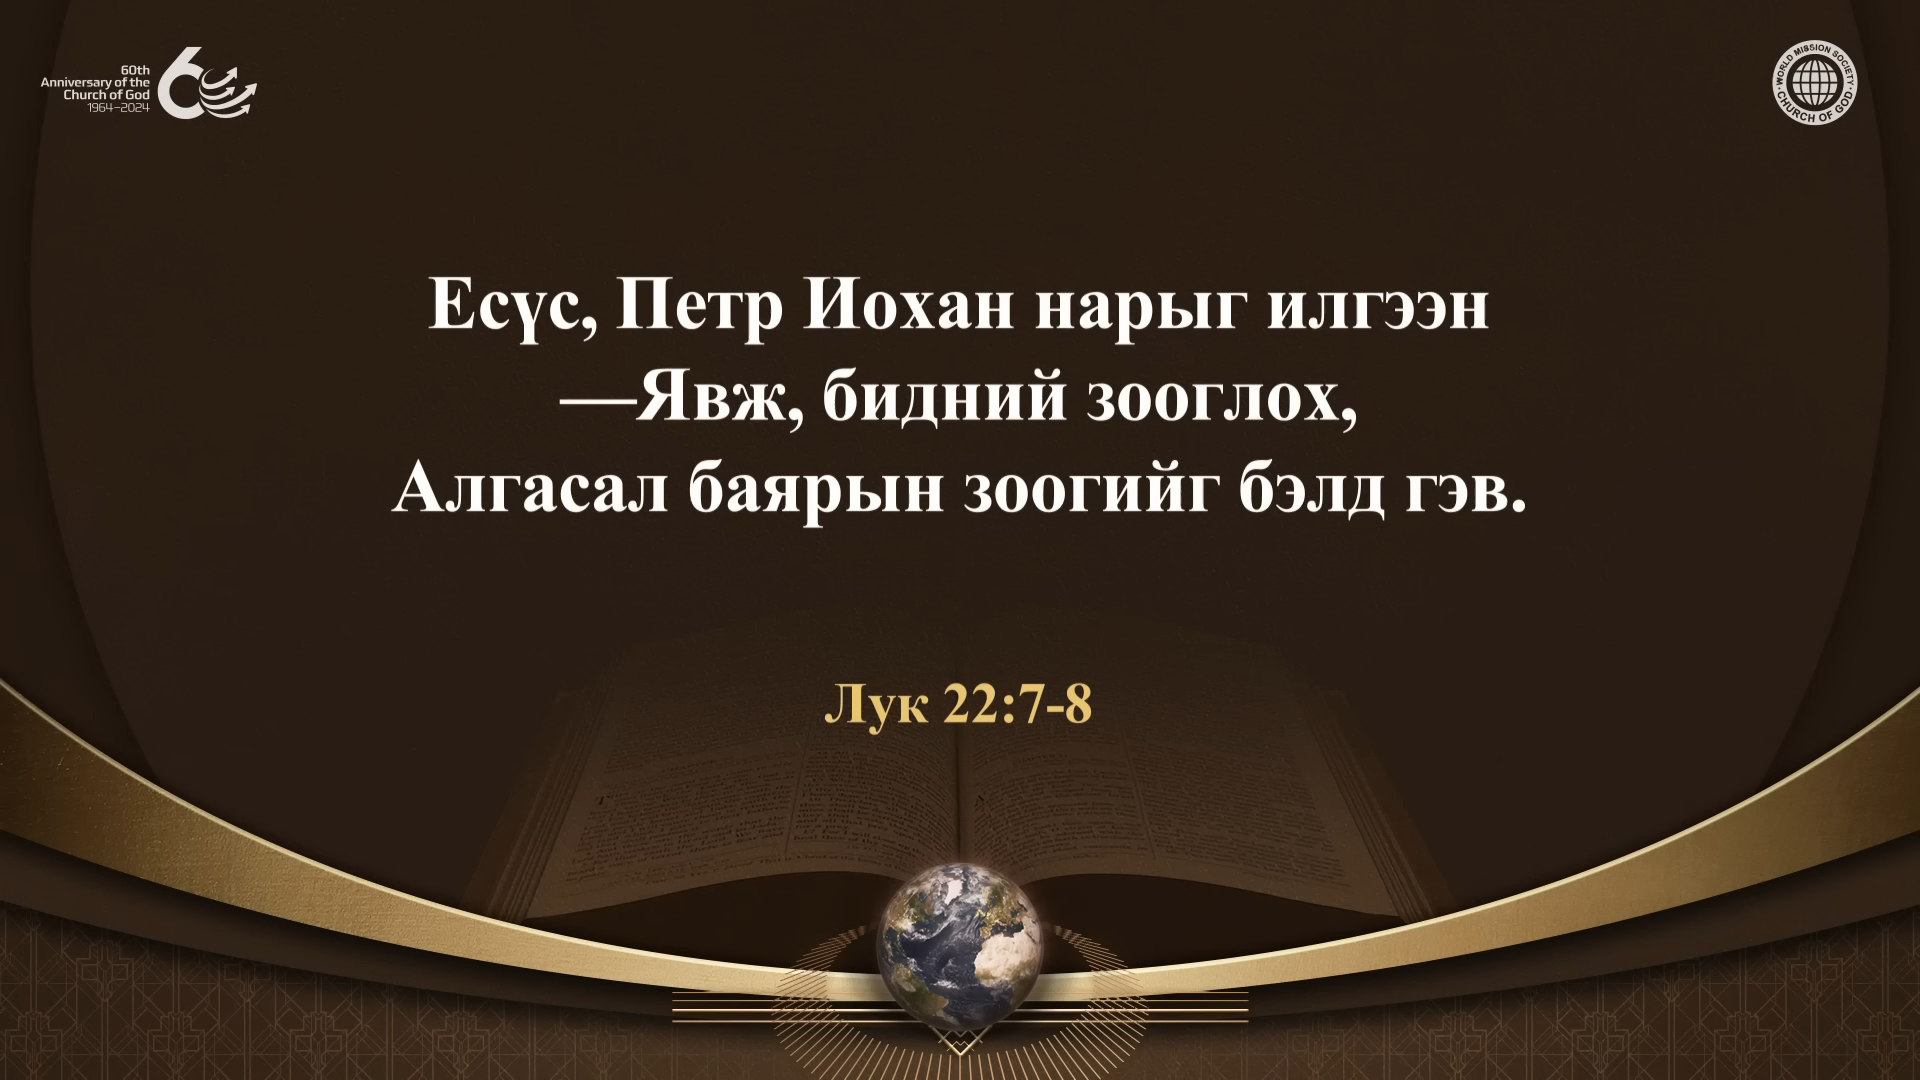 60th
Anniversary of the
Church of God
1964–2024
WORLD MISSION SOCIETY
CHURCH OF GOD
Есүс, Петр Иохан нарыг илгээн
—Явж, бидний зооглох,
Алгасал баярын зоогийг бэлд гэв.
Лук 22:7-8